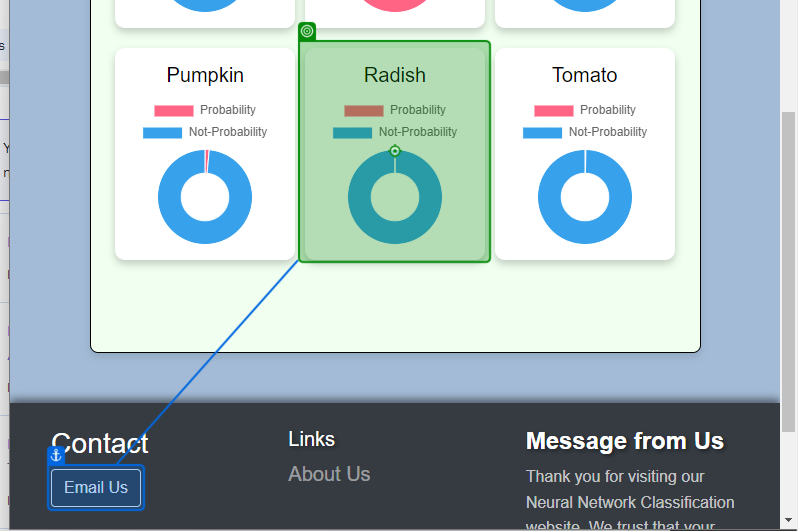 Pumpkin
Probability
Not-Probability
Radish
Probability
Not-Probability
Tomato
Probability
Not-Probability
Contact
Email Us
Links
About Us
Message from Us
Thank you for visiting our
Neural Network Classification
website. We trust that your